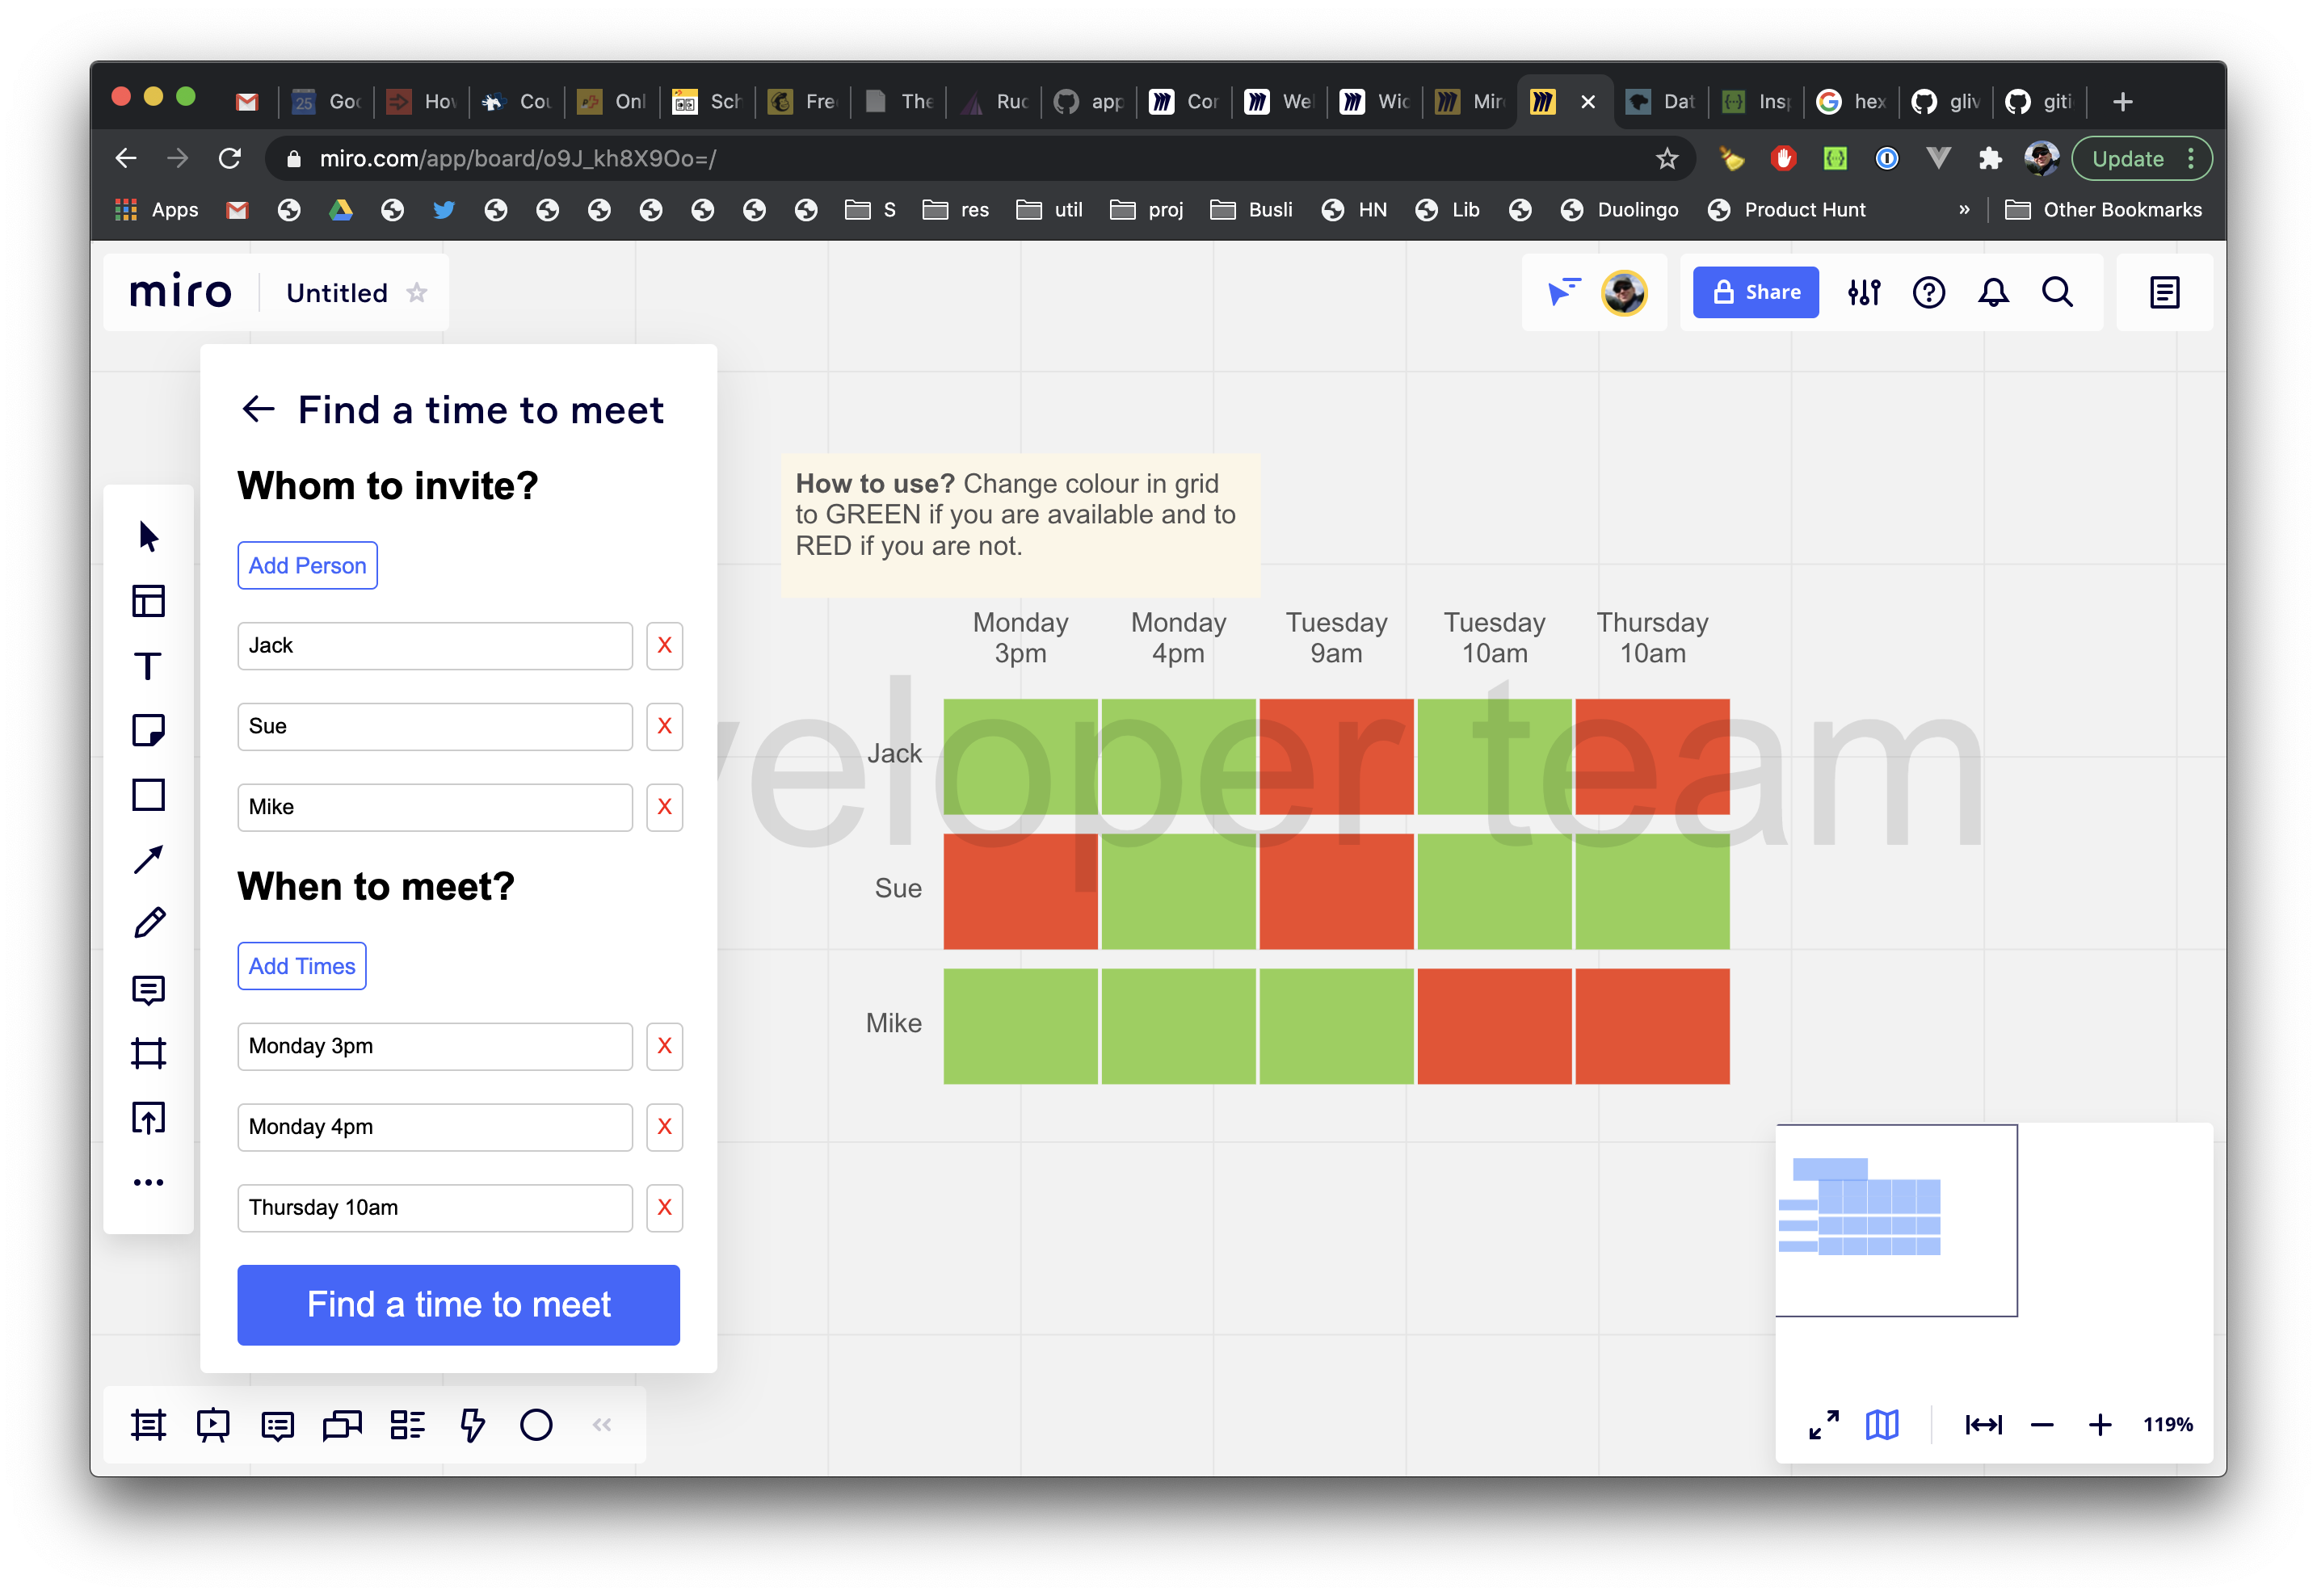 25
Goo
Hov
Cou
Onl
Sch
Fre
The
Ruc
app
Cor
Wel
Wic
Mir
Dat
Ins
hex
gliv
giti
miro.com/app/board/o9J_kh8X9Oo=/
Update
Apps
S
res
util
proj
Busli
HN
Lib
Duolingo
Product Hunt
»
Other Bookmarks
miro
Untitled
Share
Find a time to meet
Whom to invite?
Add Person
Jack
X
Sue
X
Mike
X
When to meet?
Add Times
Monday 3pm
X
Monday 4pm
X
Thursday 10am
X
Find a time to meet
How to use? Change colour in grid
to GREEN if you are available and to
RED if you are not.
Monday
3pm
Monday
4pm
Tuesday
9am
Tuesday
10am
Thursday
10am
veloper team
Jack
Sue
Mike
119%